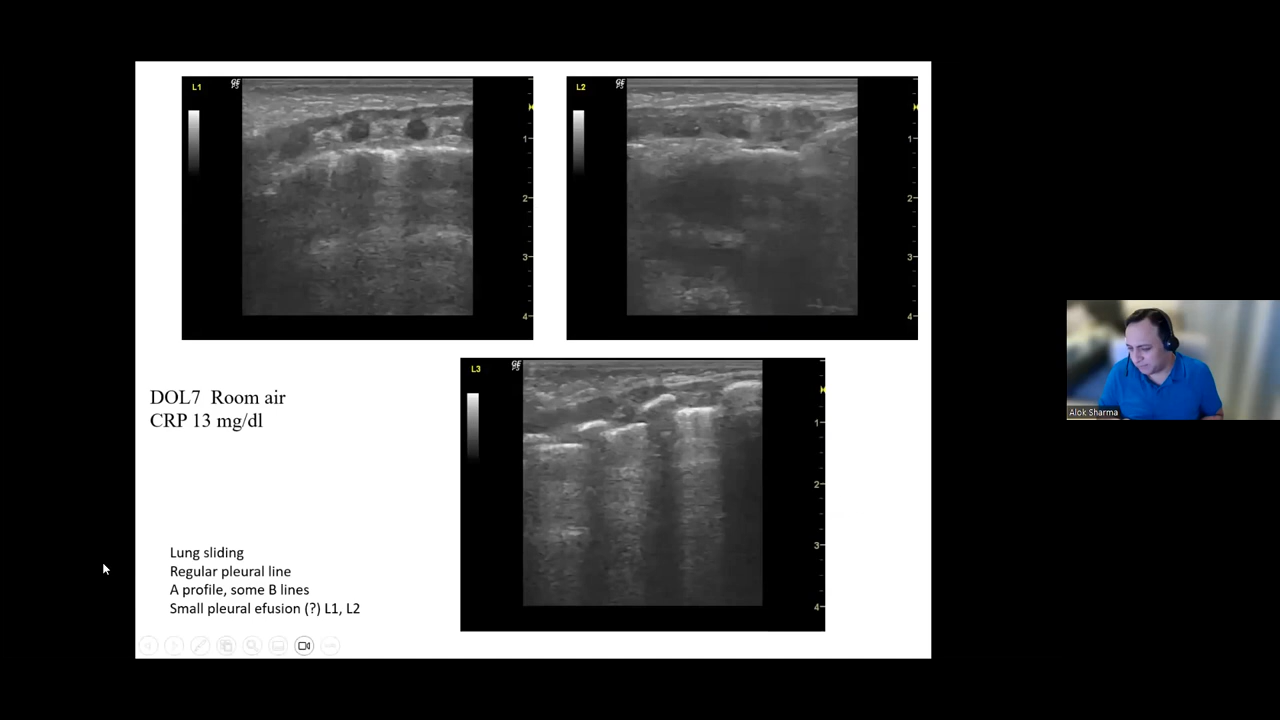 L1
1
2
3
4
L2
1
2
3
4
L3
1
2
3
4
DOL7 Room air
CRP 13 mg/dl
Lung sliding
Regular pleural line
A profile, some B lines
Small pleural efusion (?) L1, L2
Alok Sharma